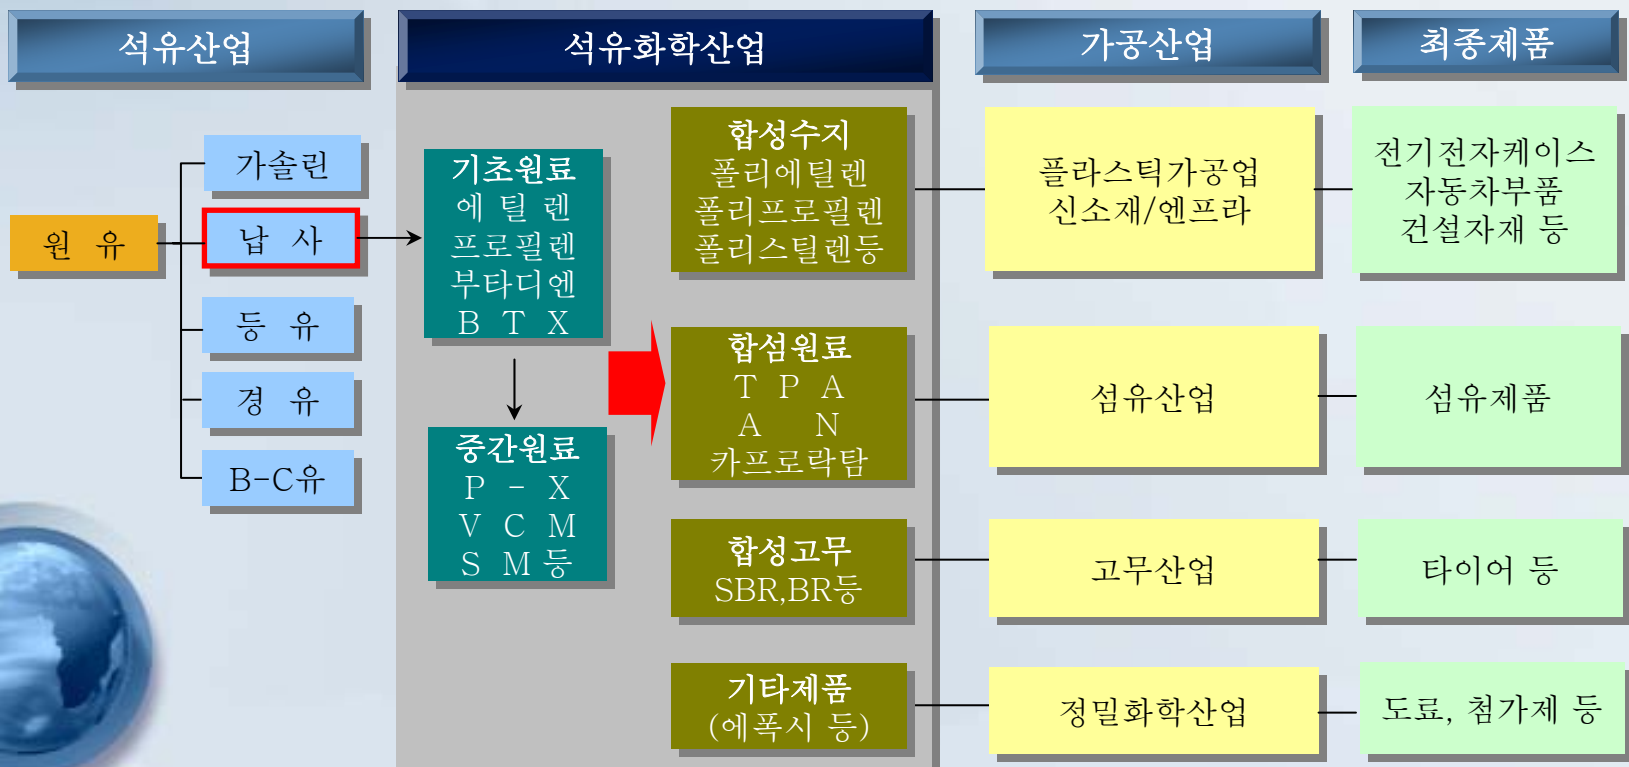 석유산업
석유화학산업
가공산업
최종제품
원 유
가솔린
납 사
등 유
경 유
B-C유
기초원료
에 틸 렌
프로필렌
부타디엔
B T X
중간원료
P - X
V C M
S M 등
합성수지
폴리에틸렌
폴리프로필렌
폴리스틸렌등
합섬원료
T P A
A N
카프로락탐
합성고무
SBR,BR등
기타제품
(에폭시 등)
플라스틱가공업
신소재/엔프라
섬유산업
고무산업
정밀화학산업
전기전자케이스
자동차부품
건설자재 등
섬유제품
타이어 등
도료, 첨가제 등